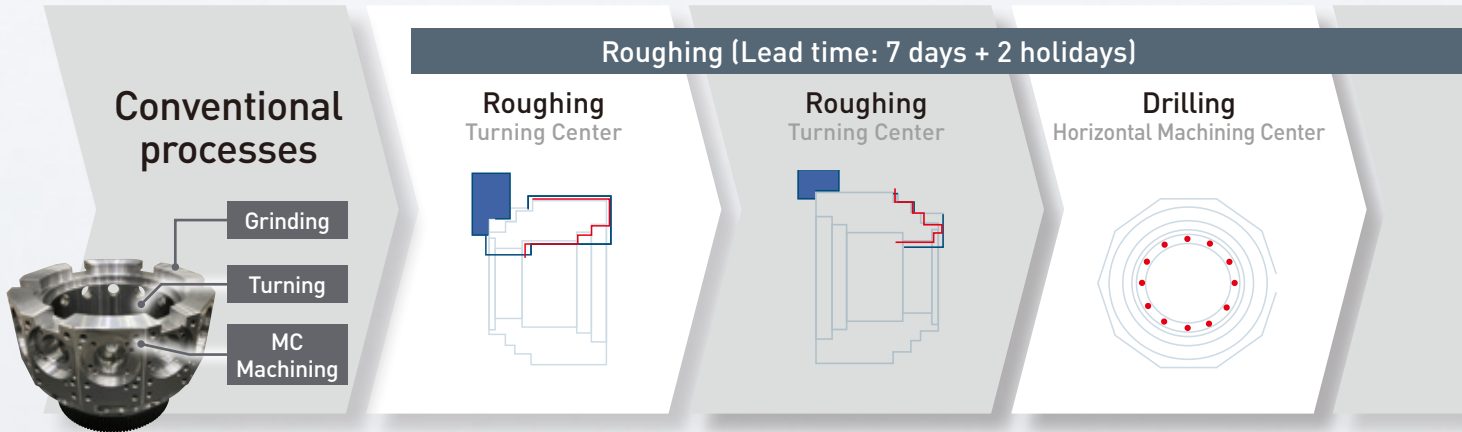 Roughing (Lead time: 7 days + 2 holidays)
Conventional
processes
Grinding
Turning
MC
Machining
Roughing
Turning Center
Roughing
Turning Center
Drilling
Horizontal Machining Center